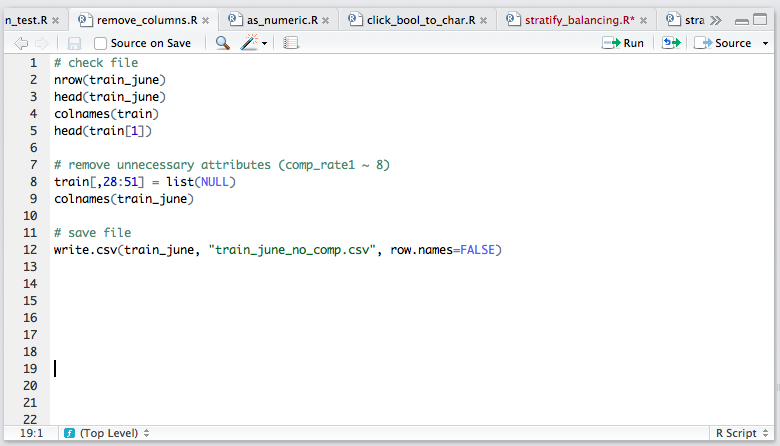 n_test.R remove_columns.R as_numeric.R click_bool_to_char.R stratify_balancing.R* stra
Source on Save Run Source
1 # check file
2 nrow(train_june)
3 head(train_june)
4 colnames(train)
5 head(train[1])
6
7 # remove unnecessary attributes (comp_rate1 ~ 8)
8 train[,28:51] = list(NULL)
9 colnames(train_june)
10
11 # save file
12 write.csv(train_june, "train_june_no_comp.csv", row.names=FALSE)
13
14
15
16
17
18
19
20
21
22
19:1 (Top Level) R Script